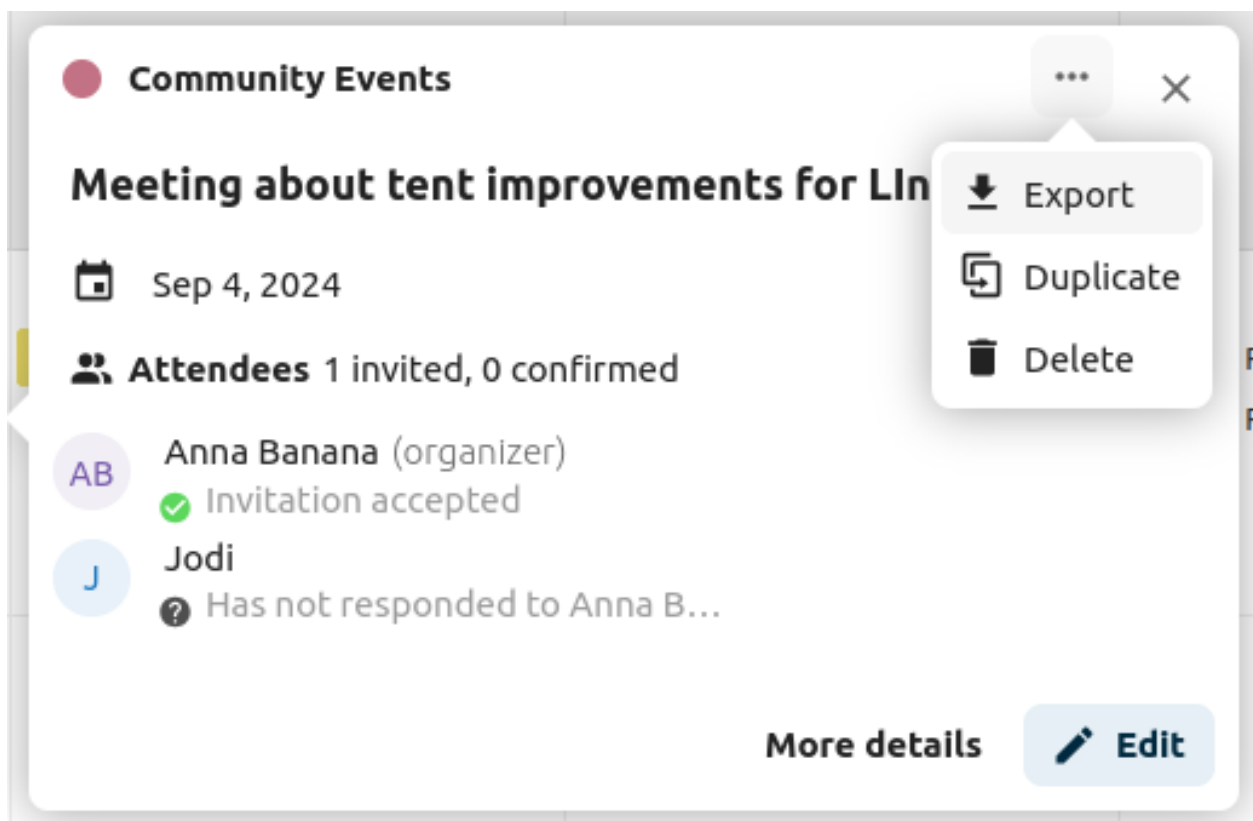 Community Events
Meeting about tent improvements for LIn
Export
Sep 4, 2024
Duplicate
Attendees 1 invited, 0 confirmed
Delete
AB
Anna Banana (organizer)
Invitation accepted
J
Jodi
Has not responded to Anna B…
More details
Edit